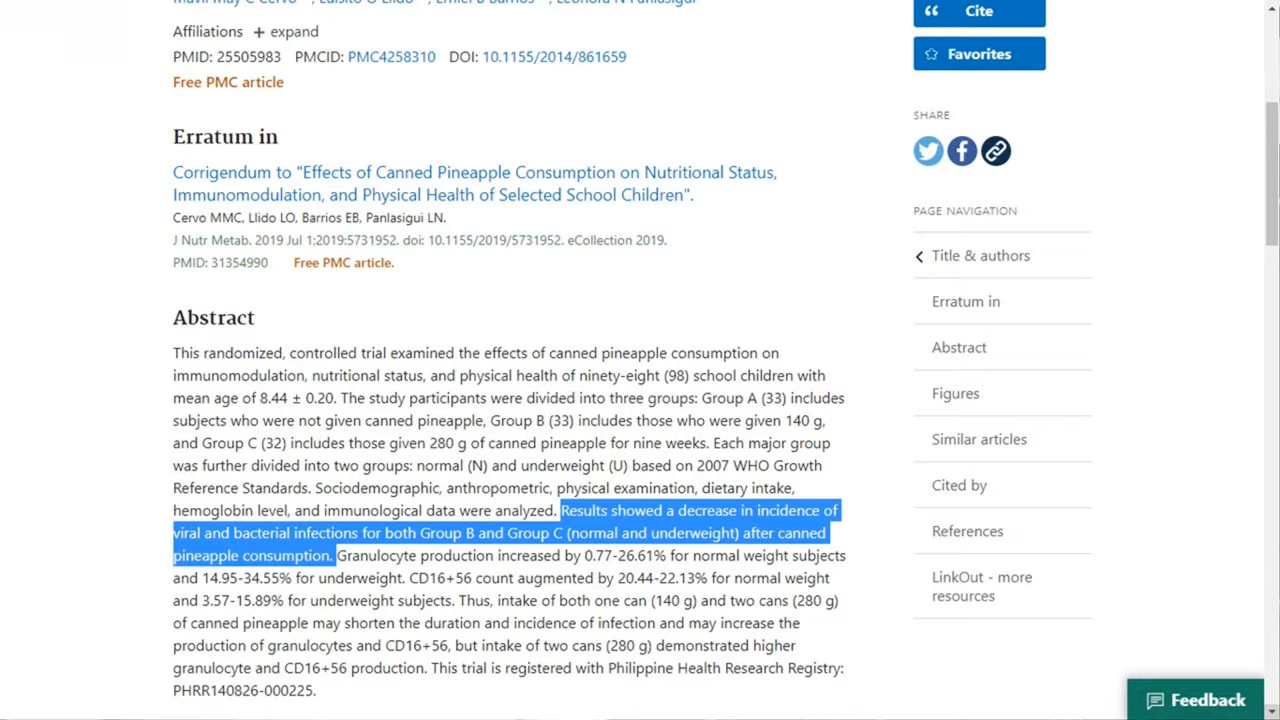 Affiliations + expand
PMID: 25505983 PMCID: PMC4258310 DOI: 10.1155/2014/861659
Free PMC article
Erratum in
Corrigendum to "Effects of Canned Pineapple Consumption on Nutritional Status,
Immunomodulation, and Physical Health of Selected School Children".
Cervo MMC, Llido LO, Barrios EB, Panlasigui LN.
J Nutr Metab. 2019 Jul 1;2019:5731952. doi: 10.1155/2019/5731952. eCollection 2019.
PMID: 31354990 Free PMC article.
Abstract
This randomized, controlled trial examined the effects of canned pineapple consumption on
immunomodulation, nutritional status, and physical health of ninety-eight (98) school children with
mean age of 8.44 ± 0.20. The study participants were divided into three groups: Group A (33) includes
subjects who were not given canned pineapple, Group B (33) includes those who were given 140 g,
and Group C (32) includes those given 280 g of canned pineapple for nine weeks. Each major group
was further divided into two groups: normal (N) and underweight (U) based on 2007 WHO Growth
Reference Standards. Sociodemographic, anthropometric, physical examination, dietary intake,
hemoglobin level, and immunological data were analyzed. Results showed a decrease in incidence of
viral and bacterial infections for both Group B and Group C (normal and underweight) after canned
pineapple consumption. Granulocyte production increased by 0.77-26.61% for normal weight subjects
and 14.95-34.55% for underweight. CD16+56 count augmented by 20.44-22.13% for normal weight
and 3.57-15.89% for underweight subjects. Thus, intake of both one can (140 g) and two cans (280 g)
of canned pineapple may shorten the duration and incidence of infection and may increase the
production of granulocytes and CD16+56, but intake of two cans (280 g) demonstrated higher
granulocyte and CD16+56 production. This trial is registered with Philippine Health Research Registry:
PHRR140826-000225.
Cite
Favorites
SHARE
PAGE NAVIGATION
Title & authors
Erratum in
Abstract
Figures
Similar articles
Cited by
References
LinkOut - more
resources
Feedback